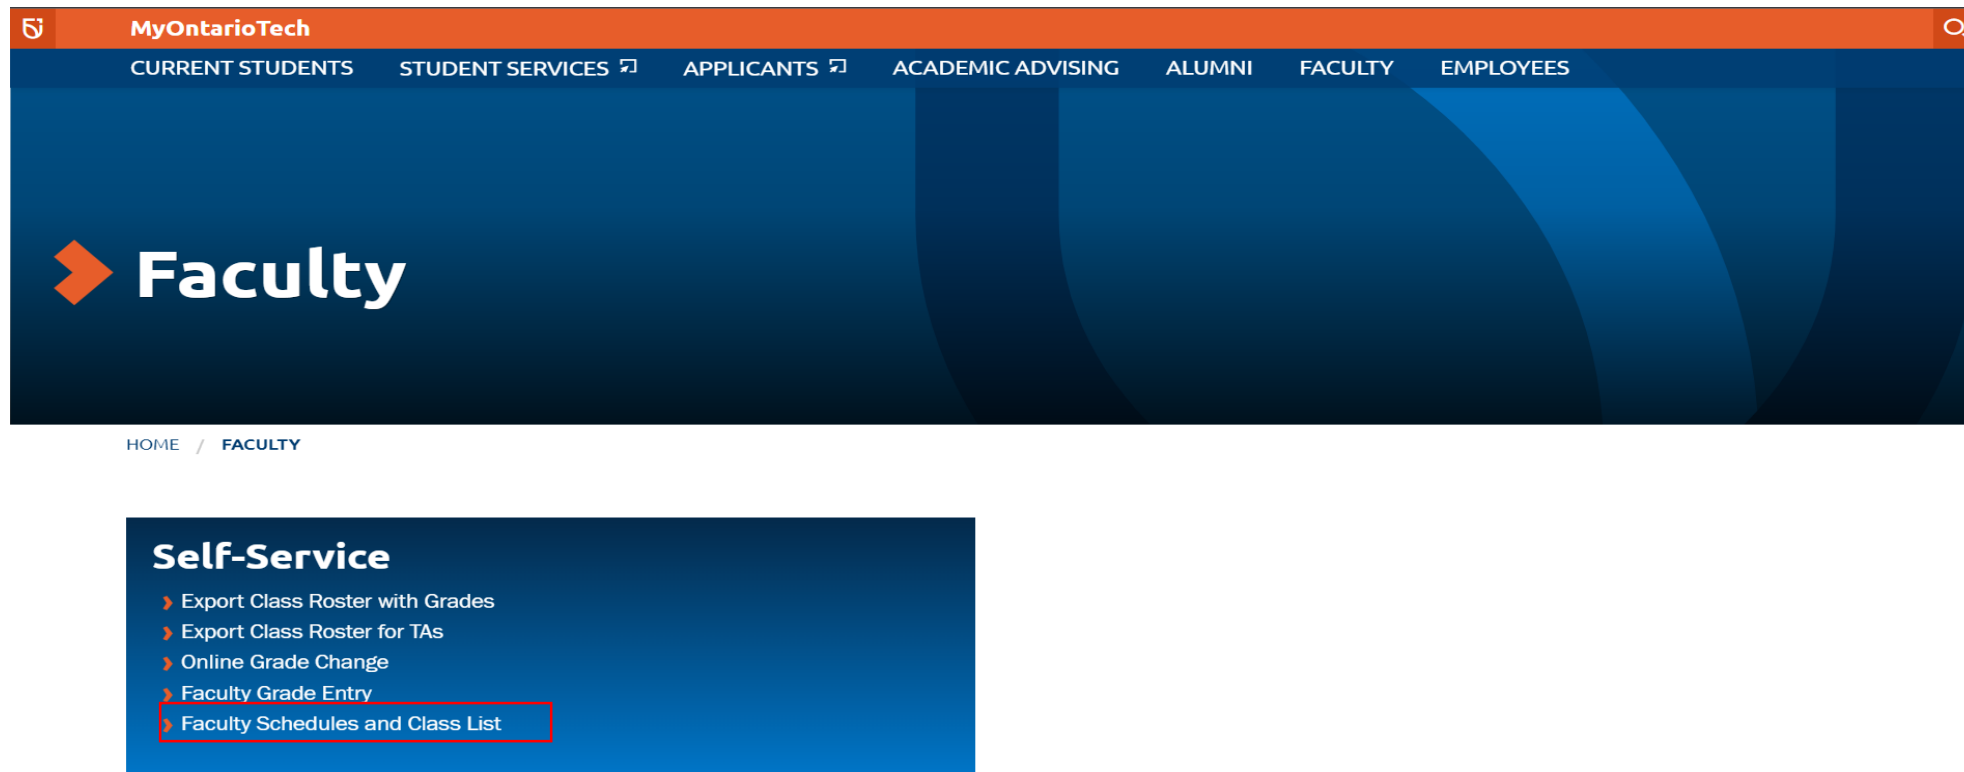 MyOntarioTech
CURRENT STUDENTS STUDENT SERVICES APPLICANTS ACADEMIC ADVISING ALUMNI FACULTY EMPLOYEES
Faculty
HOME / FACULTY
Self-Service
Export Class Roster with Grades
Export Class Roster for TAs
Online Grade Change
Faculty Grade Entry
Faculty Schedules and Class List